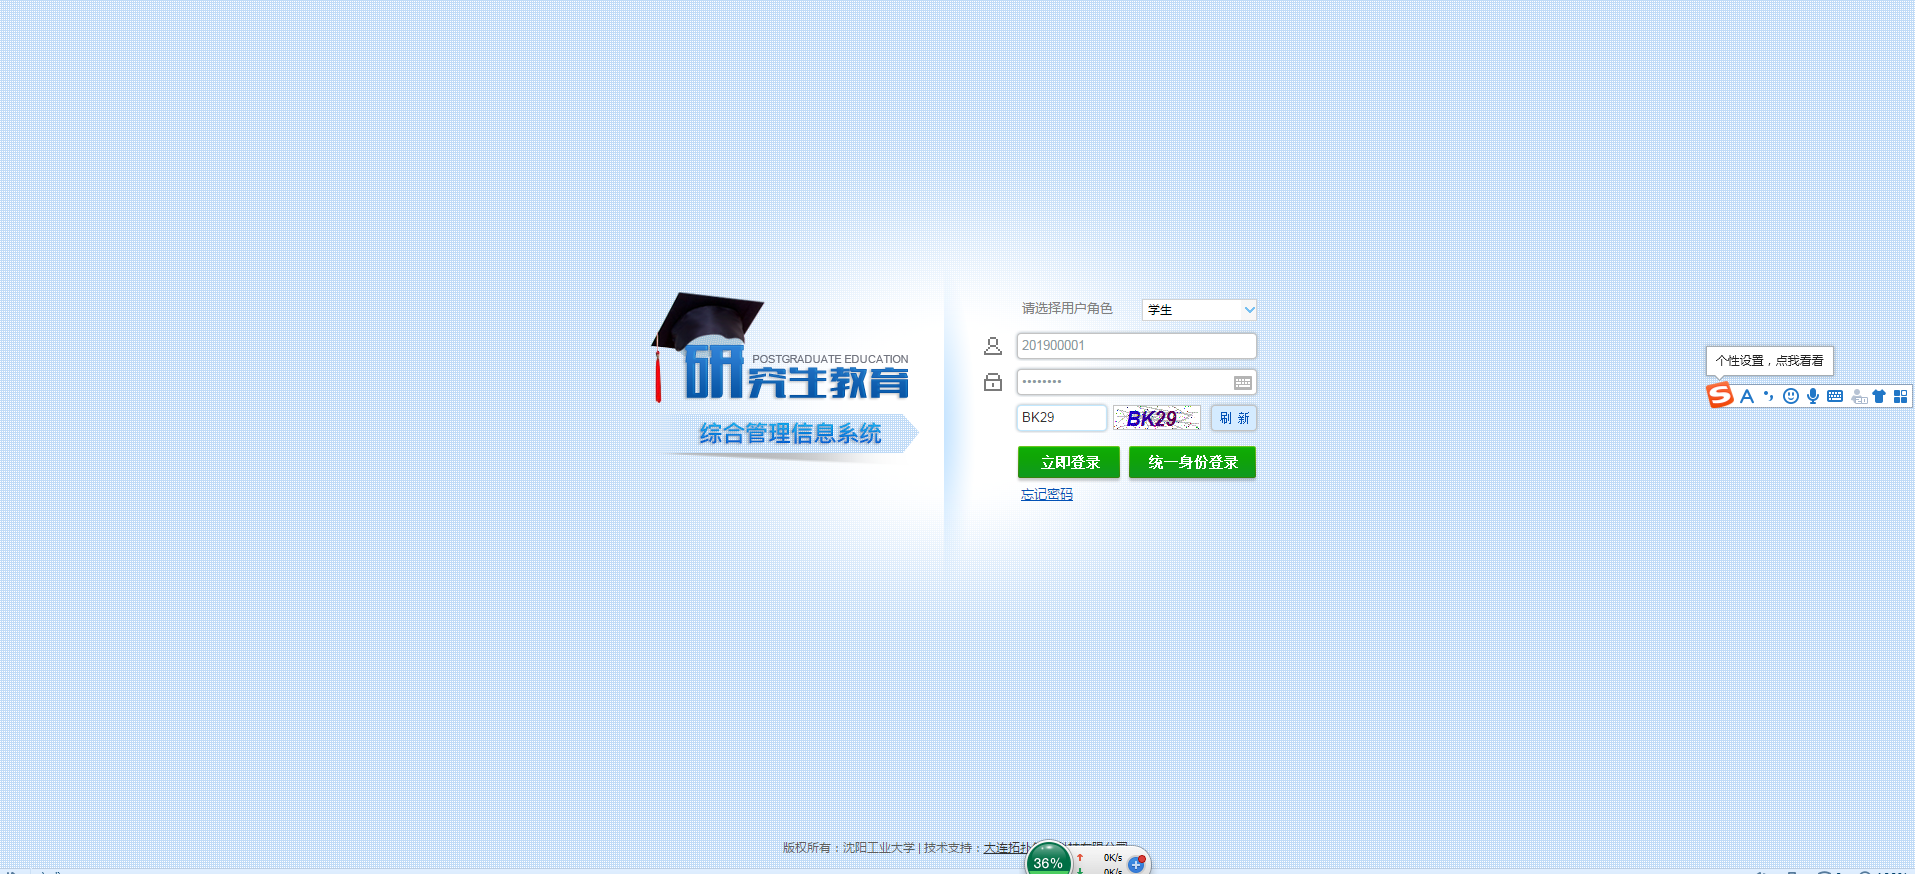 请选择用户角色 学生
201900001
POSTGRADUATE EDUCATION
研究生教育
个性设置，点我看看
BK29 BK29 刷 新
综合管理信息系统
立即登录 统一身份登录
忘记密码
版权所有：沈阳工业大学 | 技术支持：大连拓扑
36% 0K/s
0K/s